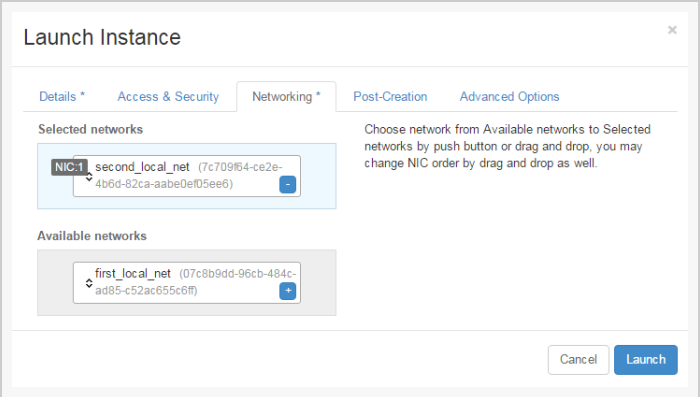 Launch Instance
×
Details *
Access & Security
Networking *
Post-Creation
Advanced Options
Selected networks
NIC:1
second_local_net (7c709f64-ce2e-
4b6d-82ca-aabe0ef05ee6)
-
Available networks
first_local_net (07c8b9dd-96cb-484c-
ad85-c52ac655c6ff)
+
Choose network from Available networks to Selected
networks by push button or drag and drop, you may
change NIC order by drag and drop as well.
Cancel
Launch